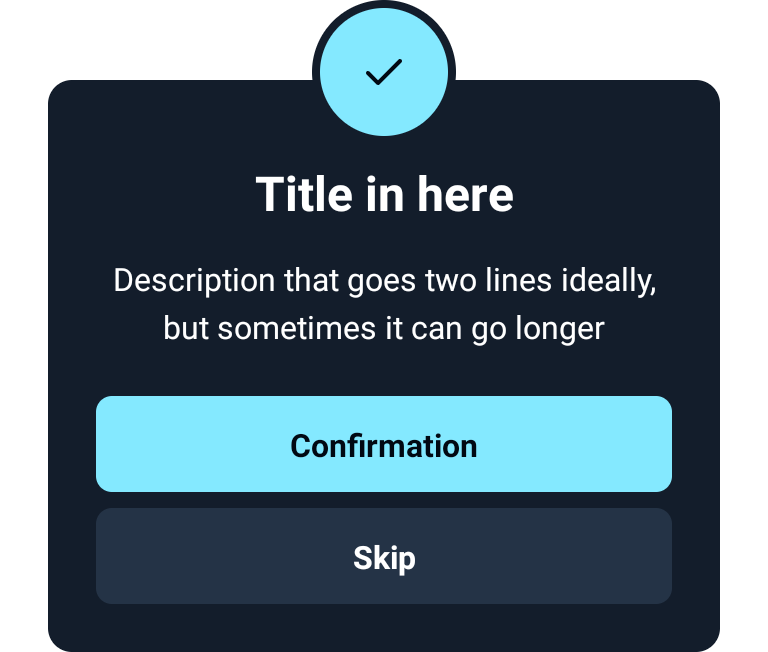 Title in here
Description that goes two lines ideally,
but sometimes it can go longer
Confirmation
Skip